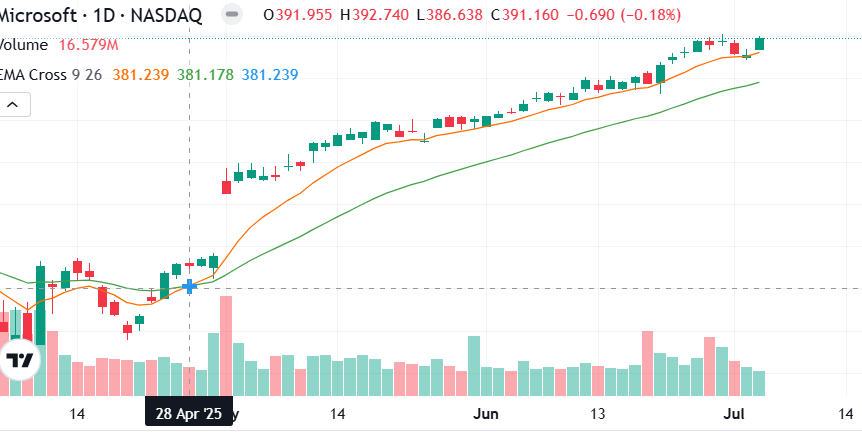 Microsoft · 1D · NASDAQ O391.955 H392.740 L386.638 C391.160 −0.690 (−0.18%)
Volume 16.579M
EMA Cross 9 26 381.239 381.178 381.239
14 28 Apr '25 y 14 Jun 13 Jul 14